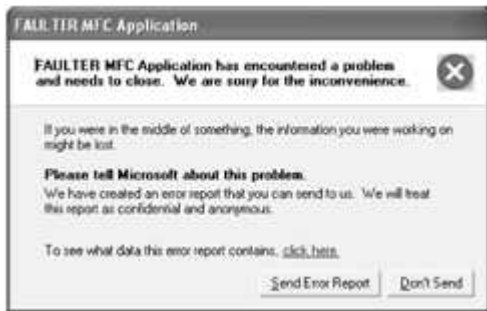 FAULTER MFC Application
FAULTER MFC Application has encountered a problem
and needs to close.  We are sorry for the inconvenience.
If you were in the middle of something, the information you were working on
might be lost.
Please tell Microsoft about this problem.
We have created an error report that you can send to us.  We will treat
this report as confidential and anonymous.
To see what data this error report contains, click here.
Send Error Report
Don't Send